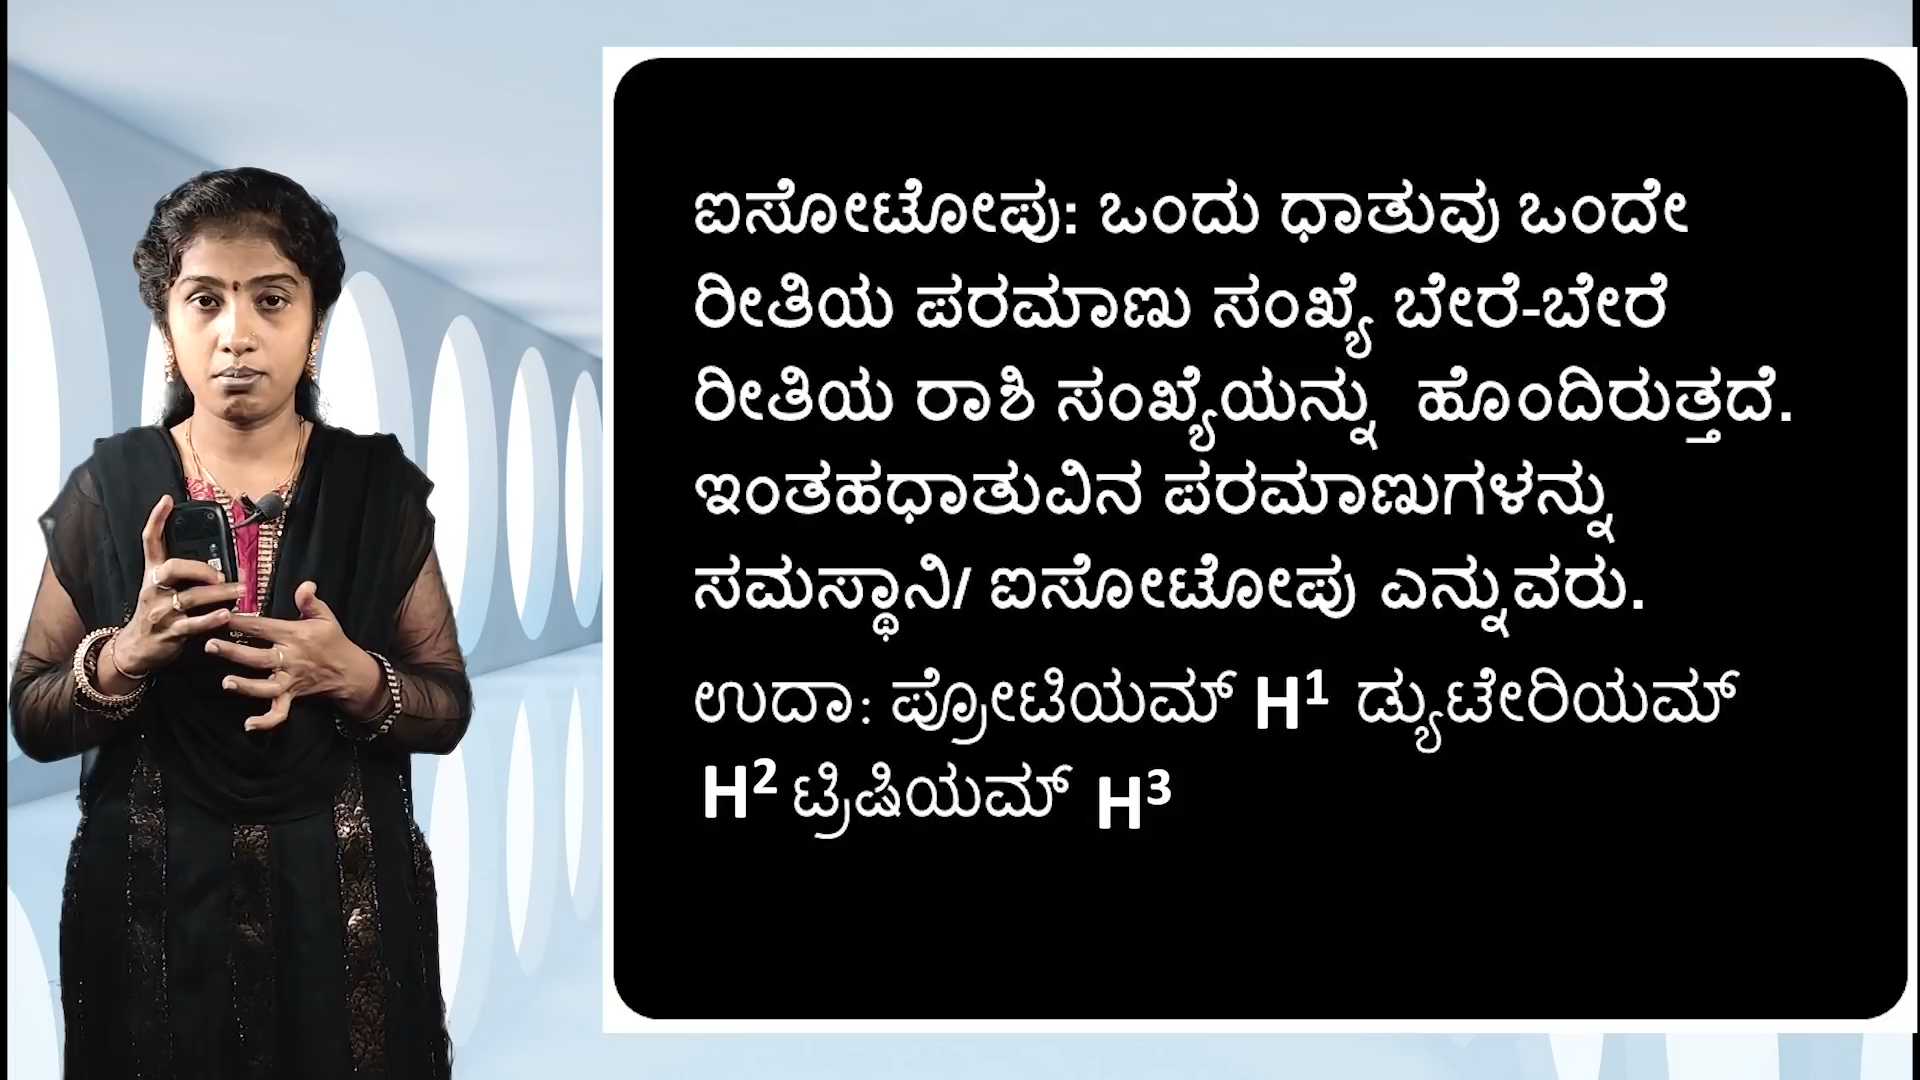 ಐಸೋಟೋಪು: ಒಂದು ಧಾತುವು ಒಂದೇ
ರೀತಿಯ ಪರಮಾಣು ಸಂಖ್ಯೆ ಬೇರೆ-ಬೇರೆ
ರೀತಿಯ ರಾಶಿ ಸಂಖ್ಯೆಯನ್ನು ಹೊಂದಿರುತ್ತದೆ.
ಇಂತಹಧಾತುವಿನ ಪರಮಾಣುಗಳನ್ನು
ಸಮಸ್ಥಾನಿ/ ಐಸೋಟೋಪು ಎನ್ನುವರು.
ಉದಾ: ಪ್ರೋಟಿಯಮ್ H¹ ಡ್ಯುಟೇರಿಯಮ್
H² ಟ್ರಿಷಿಯಮ್ H³